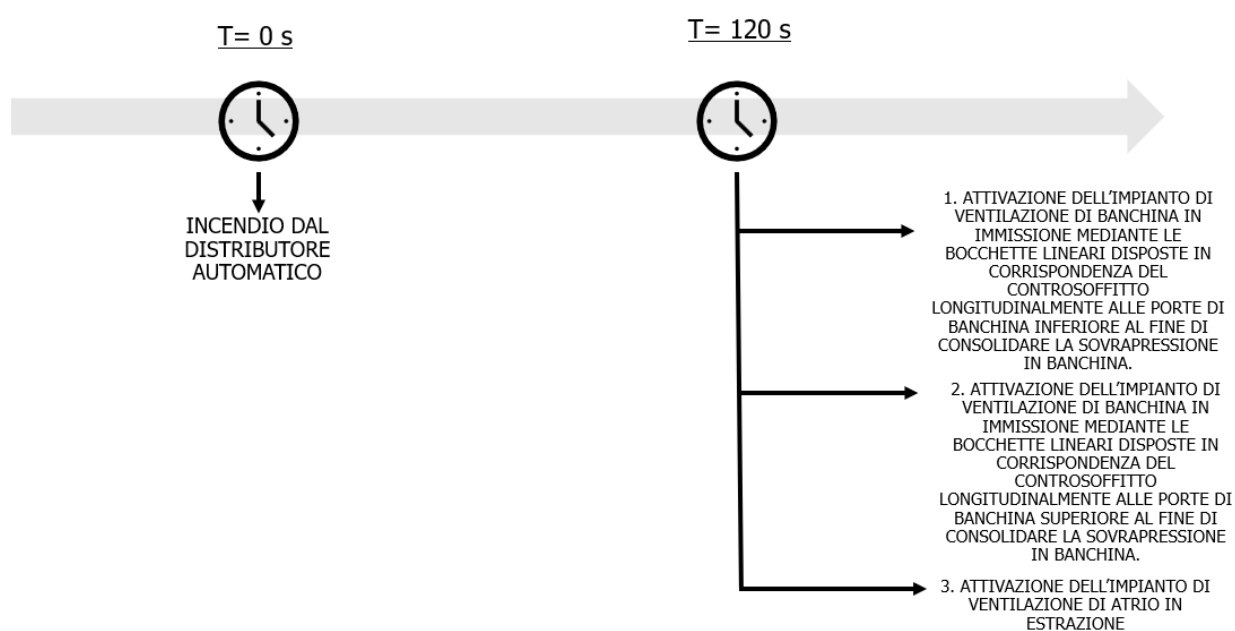 T= 0 s
T= 120 s
INCENDIO DAL
DISTRIBUTORE
AUTOMATICO
1. ATTIVAZIONE DELL'IMPIANTO DI
VENTILAZIONE DI BANCHINA IN
IMMISSIONE MEDIANTE LE
BOCCHETTE LINEARI DISPOSTE IN
CORRISPONDENZA DEL
CONTROSOFFITTO
LONGITUDINALMENTE ALLE PORTE DI
BANCHINA INFERIORE AL FINE DI
CONSOLIDARE LA SOVRAPRESSIONE
IN BANCHINA.
2. ATTIVAZIONE DELL'IMPIANTO DI
VENTILAZIONE DI BANCHINA IN
IMMISSIONE MEDIANTE LE
BOCCHETTE LINEARI DISPOSTE IN
CORRISPONDENZA DEL
CONTROSOFFITTO
LONGITUDINALMENTE ALLE PORTE DI
BANCHINA SUPERIORE AL FINE DI
CONSOLIDARE LA SOVRAPRESSIONE
IN BANCHINA.
3. ATTIVAZIONE DELL'IMPIANTO DI
VENTILAZIONE DI ATRIO IN
ESTRAZIONE